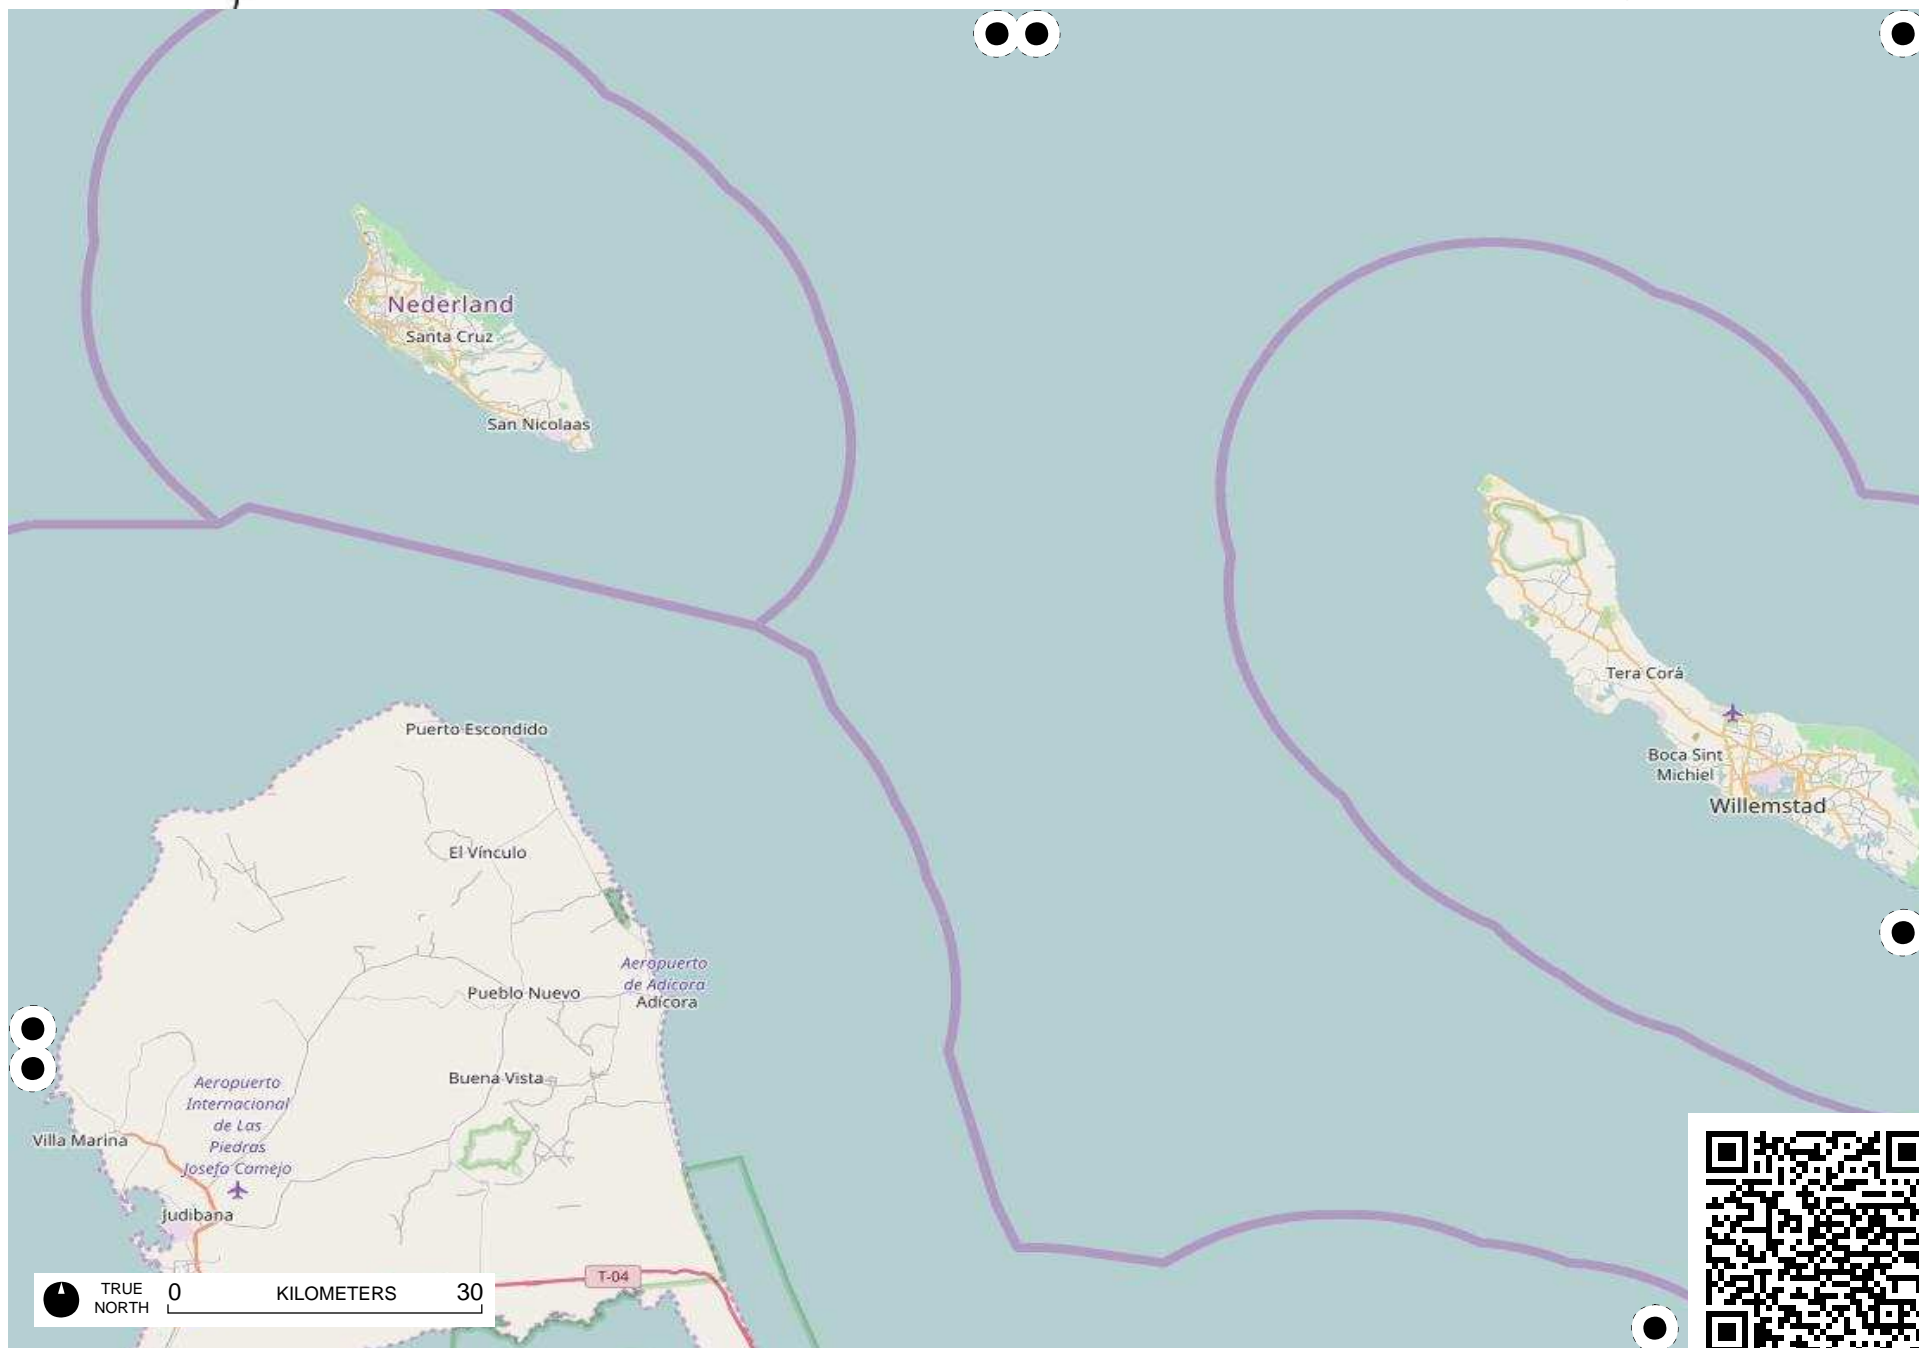 Nederland
Santa Cruz
San Nicolaas
Tera Corá
Boca Sint
Michiel
Willemstad
Puerto Escondido
El Vínculo
Aeropuerto
de Adícora
Adícora
Pueblo Nuevo
Buena Vista
Aeropuerto
Internacional
de Las
Piedras
Josefa Camejo
Villa Marina
Judibana
T-04
TRUE
NORTH
0 KILOMETERS 30